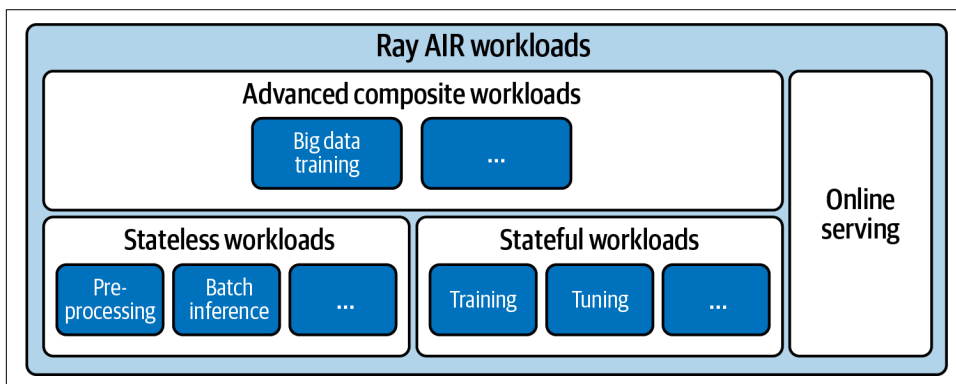 Ray AIR workloads
Advanced composite workloads
Big data
training
...
Online
serving
Stateless workloads
Pre-
processing
Batch
inference
...
Stateful workloads
Training
Tuning
...